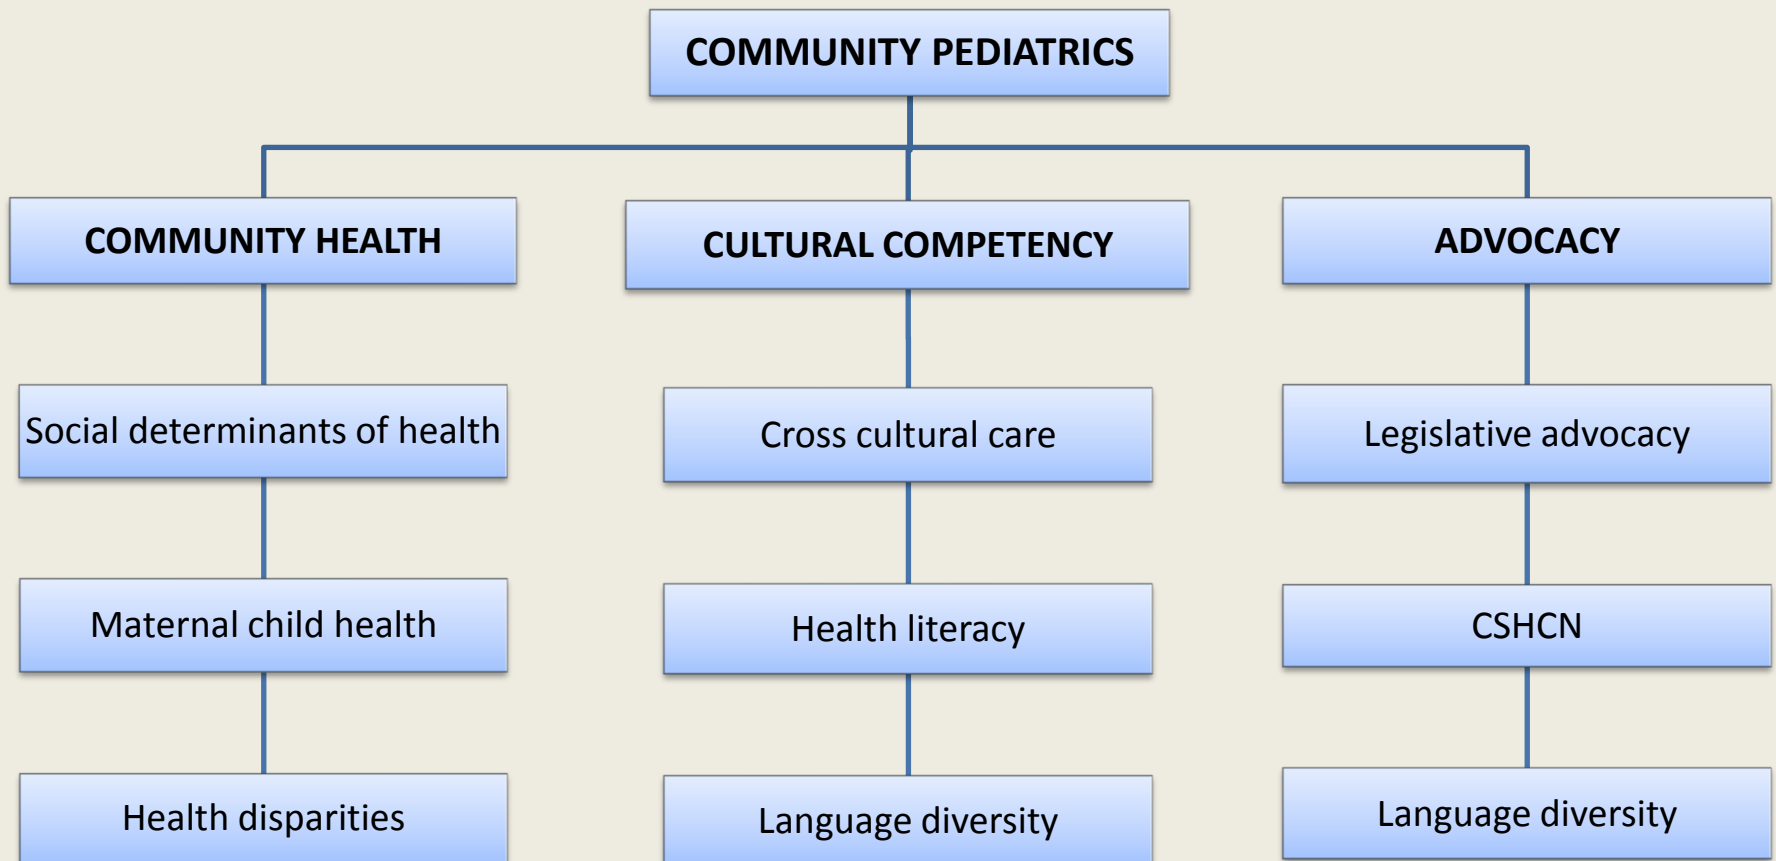 COMMUNITY PEDIATRICS
COMMUNITY HEALTH
CULTURAL COMPETENCY
ADVOCACY
Social determinants of health
Cross cultural care
Legislative advocacy
Maternal child health
Health literacy
CSHCN
Health disparities
Language diversity
Language diversity